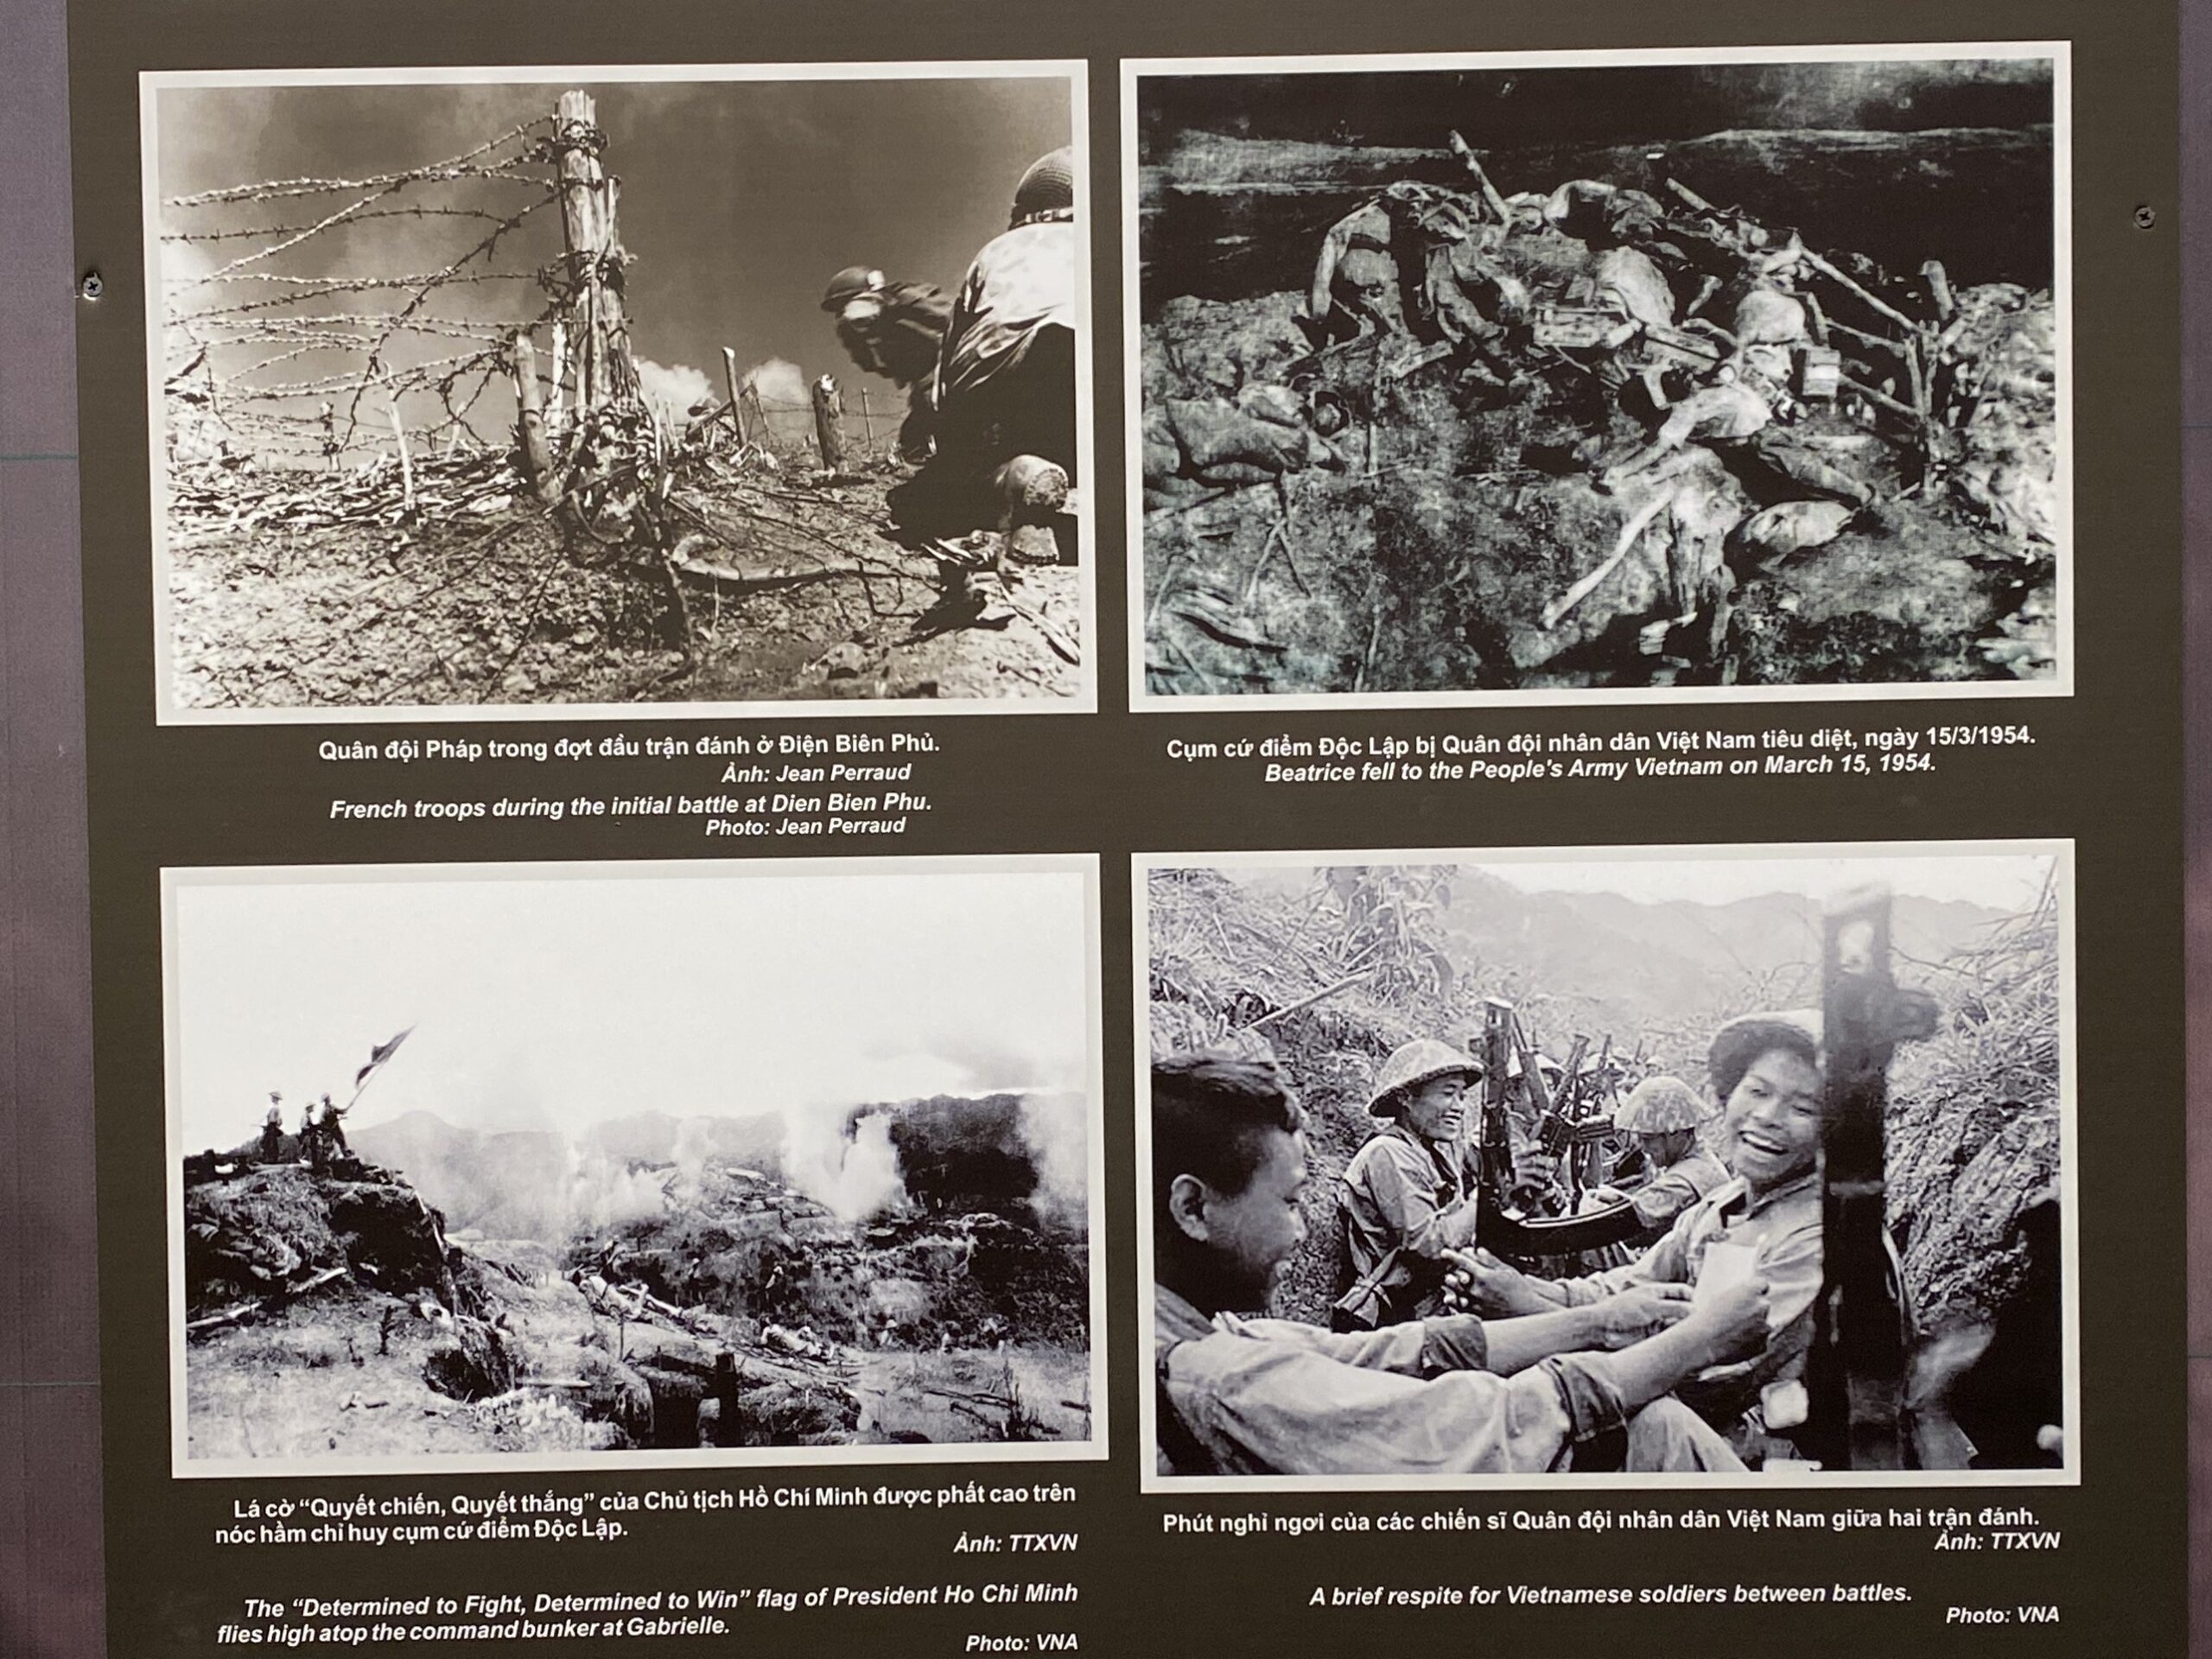 Quân đội Pháp trong đợt đầu trận đánh ở Điện Biên Phủ.
Ảnh: Jean Perraud
French troops during the initial battle at Dien Bien Phu.
Photo: Jean Perraud
Cụm cứ điểm Độc Lập bị Quân đội nhân dân Việt Nam tiêu diệt, ngày 15/3/1954.
Beatrice fell to the People's Army Vietnam on March 15, 1954.
Lá cờ “Quyết chiến, Quyết thắng” của Chủ tịch Hồ Chí Minh được phất cao trên
nóc hầm chỉ huy cụm cứ điểm Độc Lập.
Ảnh: TTXVN
The “Determined to Fight, Determined to Win” flag of President Ho Chi Minh
flies high atop the command bunker at Gabrielle.
Photo: VNA
Phút nghỉ ngơi của các chiến sĩ Quân đội nhân dân Việt Nam giữa hai trận đánh.
Ảnh: TTXVN
A brief respite for Vietnamese soldiers between battles.
Photo: VNA